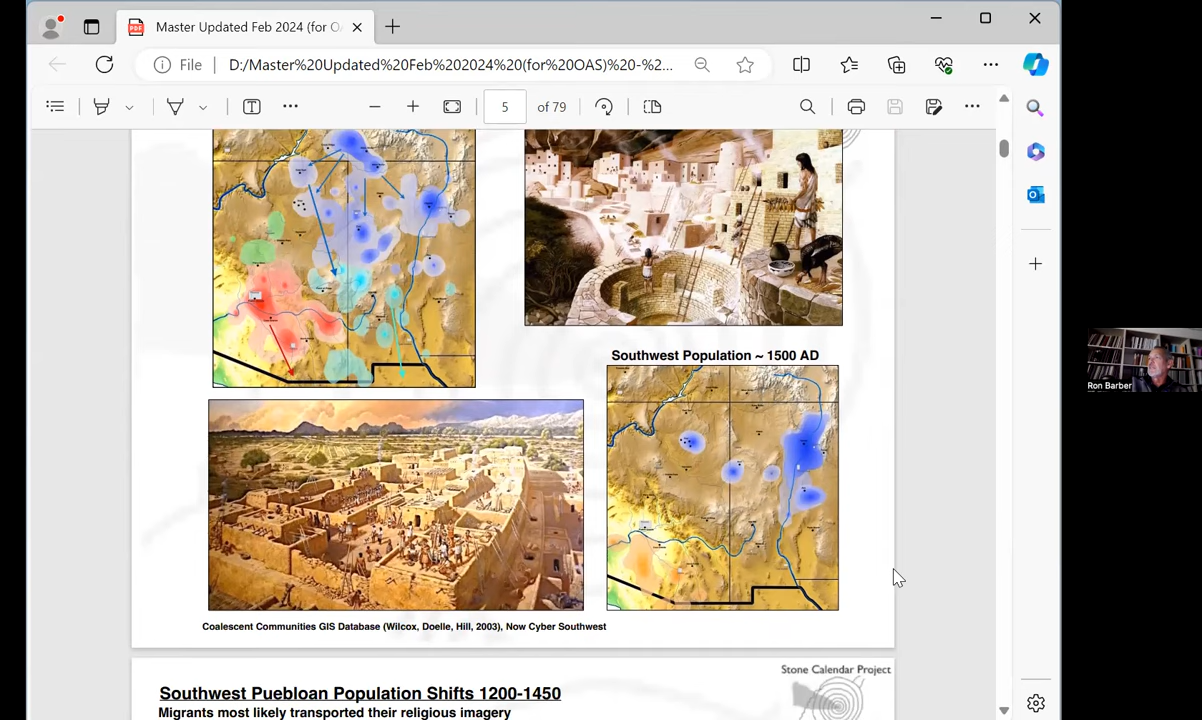 Master Updated Feb 2024 (for O
File
D:/Master%20Updated%20Feb%202024%20(for%20OAS)%20-%2...
5 of 79
Southwest Population ~ 1500 AD
Coalescent Communities GIS Database (Wilcox, Doelle, Hill, 2003), Now Cyber Southwest
Stone Calendar Project
Southwest Puebloan Population Shifts 1200-1450
Migrants most likely transported their religious imagery
Ron Barber